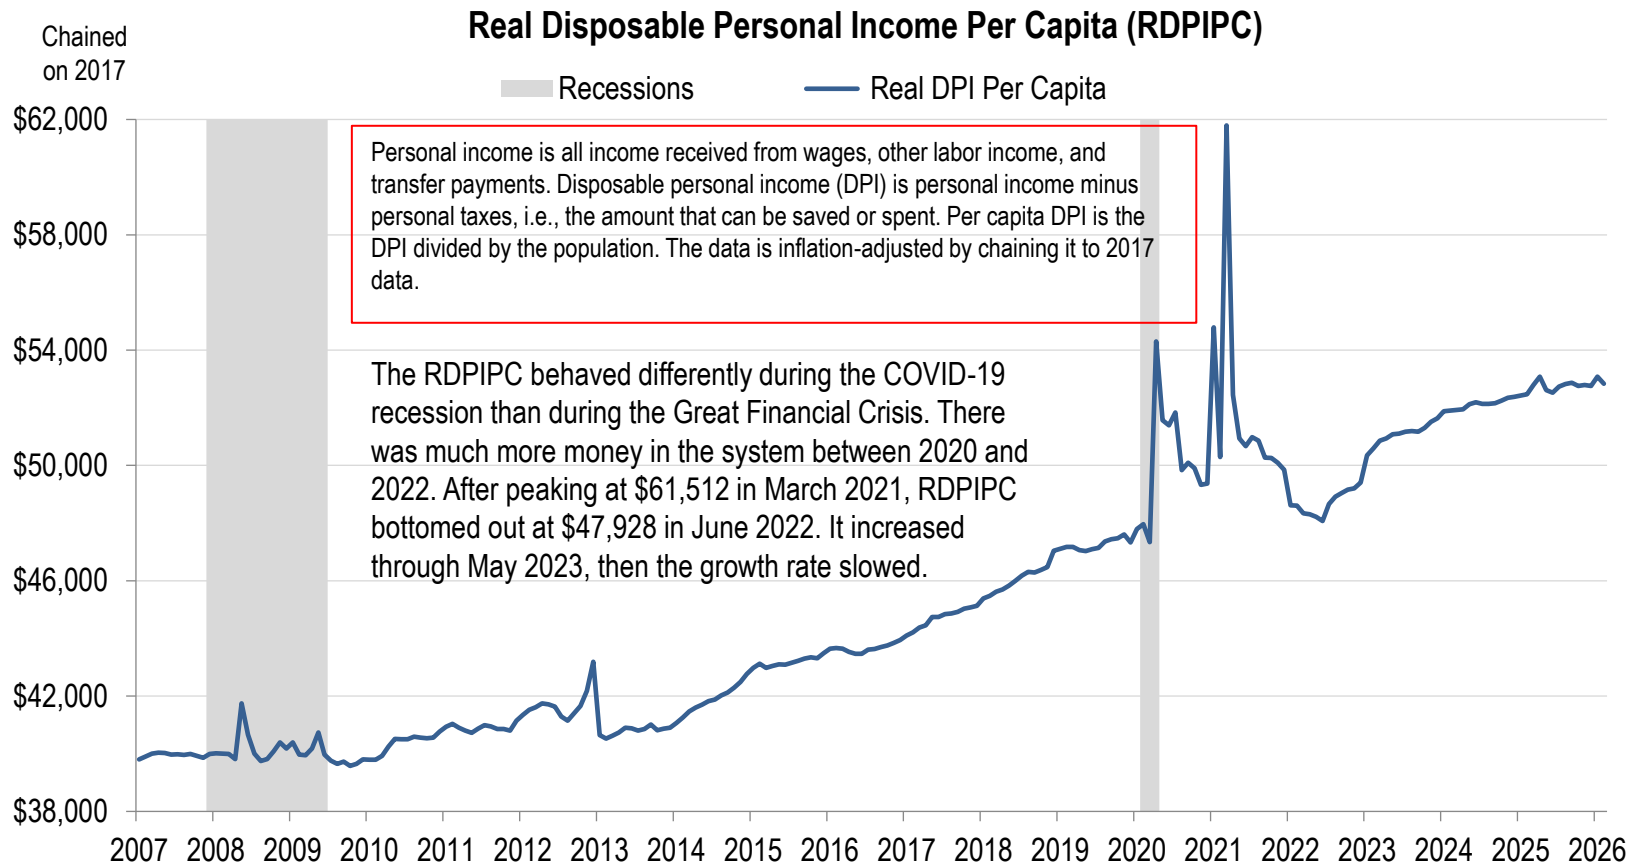 Real Disposable Personal Income Per Capita (RDPIPC)
Chained
on 2017
Recessions
Real DPI Per Capita
$62,000
$58,000
$54,000
$50,000
$46,000
$42,000
$38,000
Personal income is all income received from wages, other labor income, and
transfer payments. Disposable personal income (DPI) is personal income minus
personal taxes, i.e., the amount that can be saved or spent. Per capita DPI is the
DPI divided by the population. The data is inflation-adjusted by chaining it to 2017
data.
The RDPIPC behaved differently during the COVID-19
recession than during the Great Financial Crisis. There
was much more money in the system between 2020 and
2022. After peaking at $61,512 in March 2021, RDPIPC
bottomed out at $47,928 in June 2022. It increased
through May 2023, then the growth rate slowed.
2007 2008 2009 2010 2011 2012 2013 2014 2015 2016 2017 2018 2019 2020 2021 2022 2023 2024 2025 2026